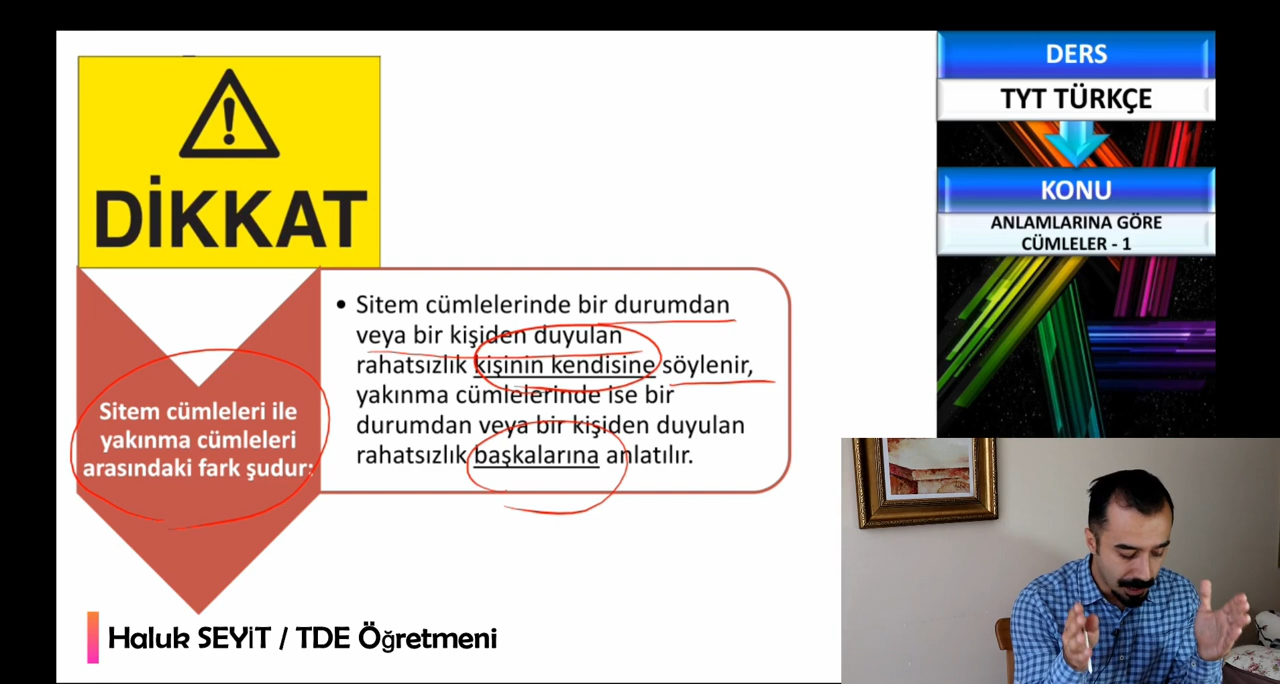 DİKKAT
Sitem cümleleri ile
yakınma cümleleri
arasındaki fark şudur:
• Sitem cümlelerinde bir durumdan
veya bir kişiden duyulan
rahatsızlık kişinin kendisine söylenir,
yakınma cümlelerinde ise bir
durumdan veya bir kişiden duyulan
rahatsızlık başkalarına anlatılır.
Haluk SEYİT / TDE Öğretmeni
DERS
TYT TÜRKÇE
KONU
ANLAMLARINA GÖRE
CÜMLELER - 1